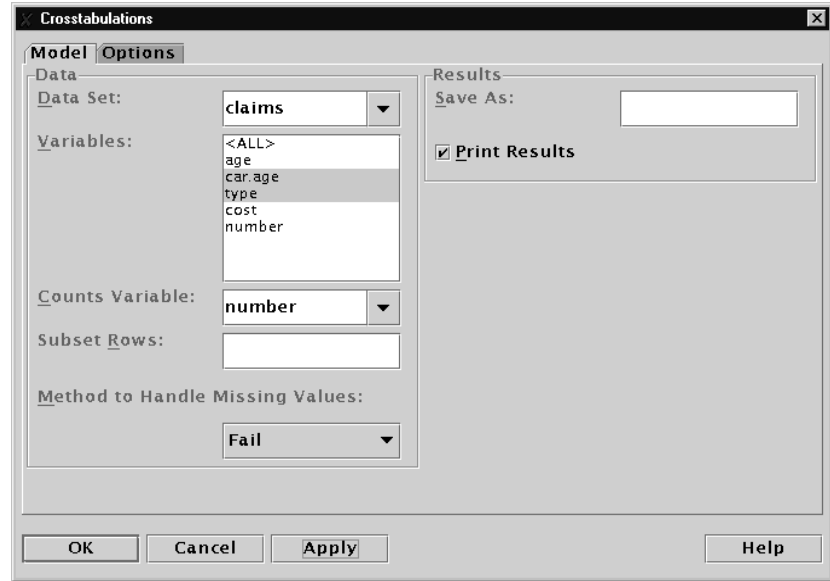 Crosstabulations
Model Options
Data
Data Set:
claims
Variables:
<ALL>
age
car.age
type
cost
number
Counts Variable:
number
Subset Rows:
Method to Handle Missing Values:
Fail
Results
Save As:
Print Results
OK Cancel Apply Help